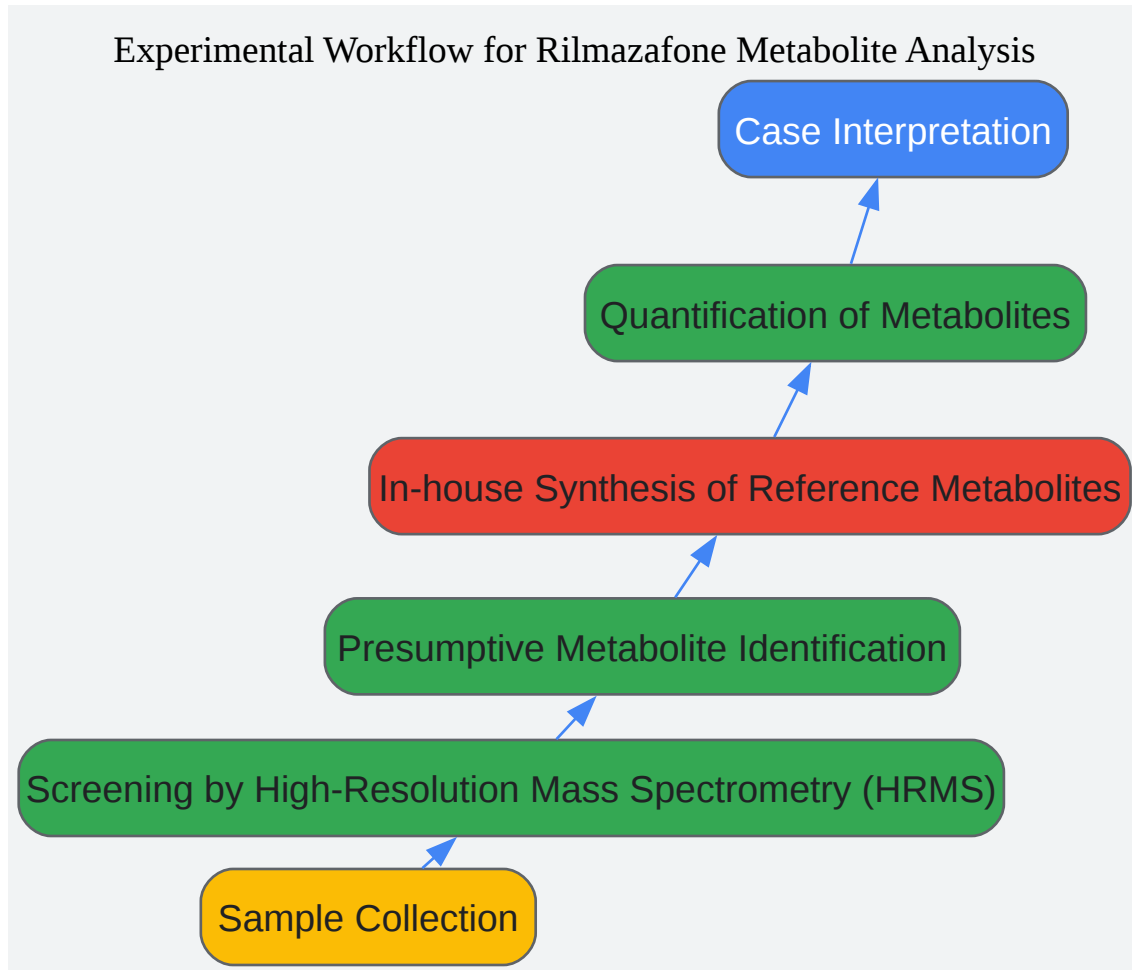 Experimental Workflow for Rilmazafone Metabolite Analysis
Case Interpretation
Quantification of Metabolites
In-house Synthesis of Reference Metabolites
Presumptive Metabolite Identification
Screening by High-Resolution Mass Spectrometry (HRMS)
Sample Collection